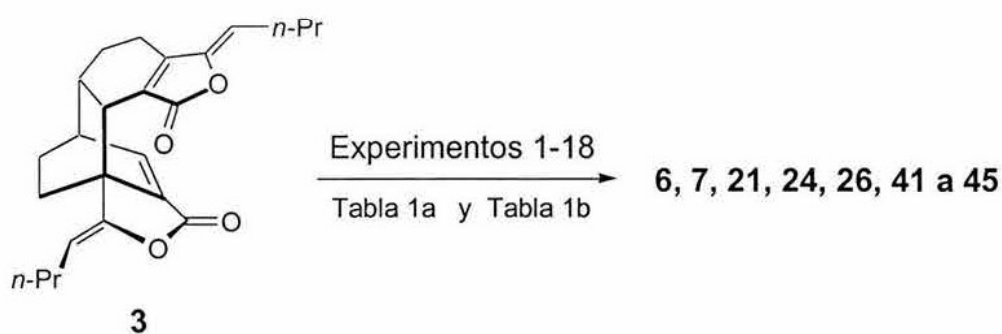 n-Pr
O
O
Experimentos 1-18
Tabla 1a y Tabla 1b
6, 7, 21, 24, 26, 41 a 45
O
O
n-Pr
3